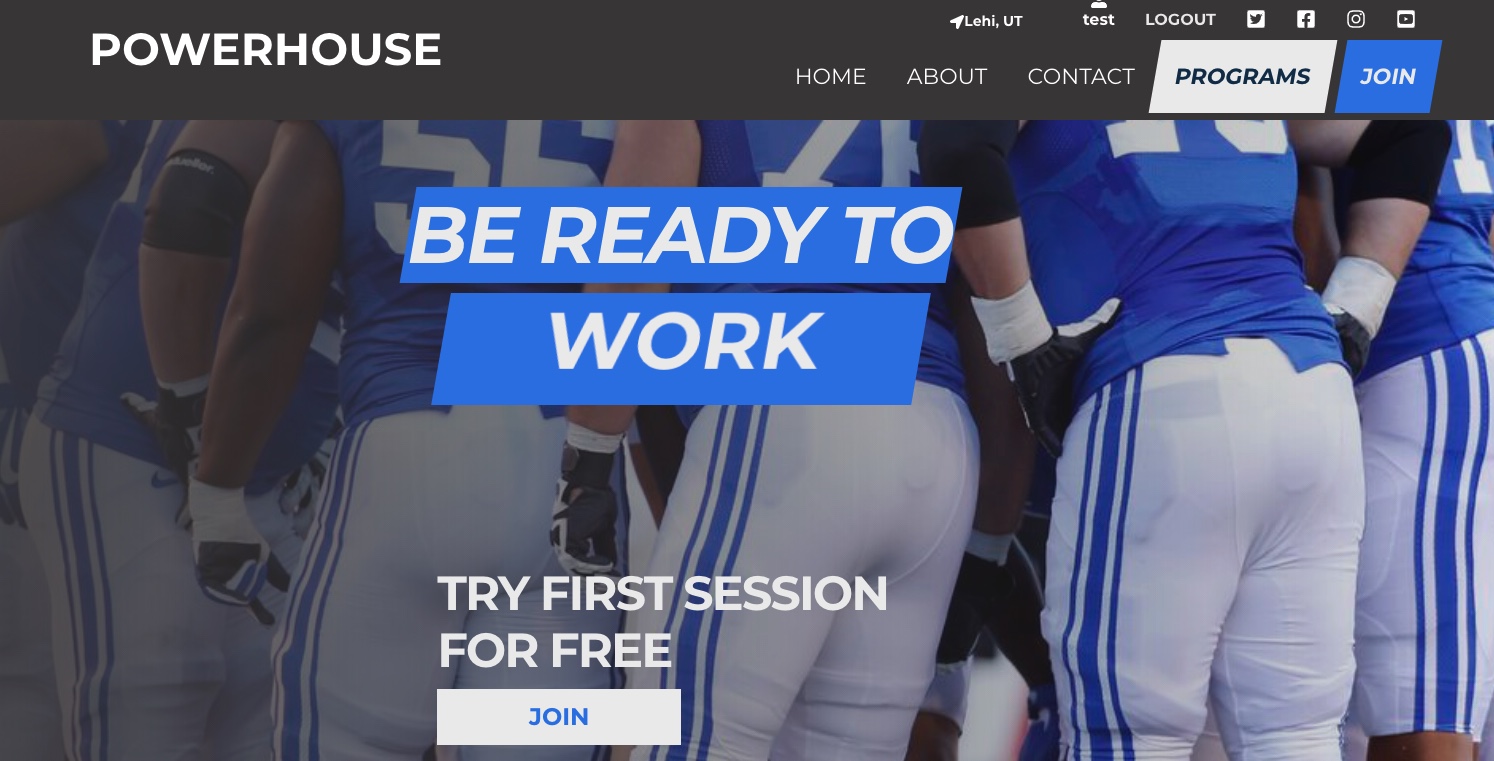 Lehi, UT
test
LOGOUT
POWERHOUSE
HOME
ABOUT
CONTACT
PROGRAMS
JOIN
mueller.
BE READY TO
WORK
TRY FIRST SESSION
FOR FREE
JOIN